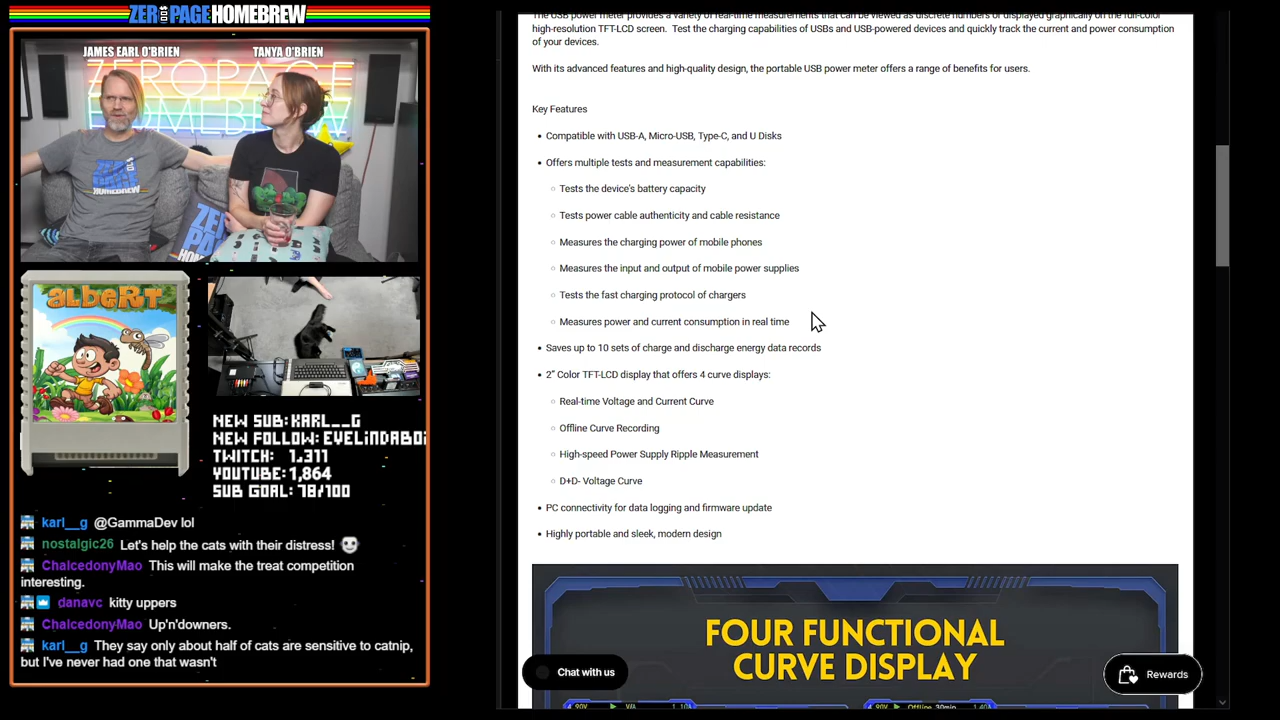 ZEROPAGE HOMEBREW
JAMES EARL O'BRIEN
TANYA O'BRIEN
ZEROPAGE
HOMEBREW
albert
NEW SUB: KARL__G
NEW FOLLOW: EVELINDABOI
TWITCH: 1,311
YOUTUBE: 1,864
SUB GOAL: 78/100
karl__g @GammaDev lol
nostalgic26 Let's help the cats with their distress!
ChalcedonyMao This will make the treat competition
interesting.
danavc kitty uppers
ChalcedonyMao Up'n'downers.
karl__g They say only about half of cats are sensitive to catnip,
but I've never had one that wasn't
The USB power meter provides a variety of real-time measurements that can be viewed as discrete numbers or displayed graphically on the full-color
high-resolution TFT-LCD screen. Test the charging capabilities of USBs and USB-powered devices and quickly track the current and power consumption
of your devices.
With its advanced features and high-quality design, the portable USB power meter offers a range of benefits for users.
Key Features
• Compatible with USB-A, Micro-USB, Type-C, and U Disks
• Offers multiple tests and measurement capabilities:
○ Tests the device's battery capacity
○ Tests power cable authenticity and cable resistance
○ Measures the charging power of mobile phones
○ Measures the input and output of mobile power supplies
○ Tests the fast charging protocol of chargers
○ Measures power and current consumption in real time
• Saves up to 10 sets of charge and discharge energy data records
• 2” Color TFT-LCD display that offers 4 curve displays:
○ Real-time Voltage and Current Curve
○ Offline Curve Recording
○ High-speed Power Supply Ripple Measurement
○ D+D- Voltage Curve
• PC connectivity for data logging and firmware update
• Highly portable and sleek, modern design
FOUR FUNCTIONAL
CURVE DISPLAY
Chat with us
Rewards